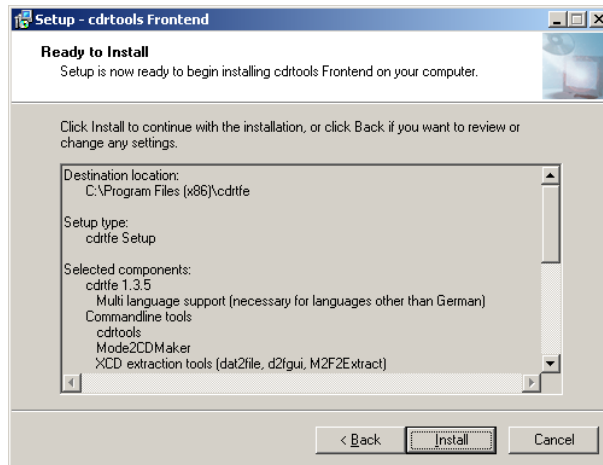 Setup - cdrtools Frontend
Ready to Install
Setup is now ready to begin installing cdrtools Frontend on your computer.
Click Install to continue with the installation, or click Back if you want to review or
change any settings.
Destination location:
C:\Program Files (x86)\cdrtfe
Setup type:
cdrtfe Setup
Selected components:
cdrtfe 1.3.5
Multi language support (necessary for languages other than German)
Commandline tools
cdrtools
Mode2CDMaker
XCD extraction tools (dat2file, d2fgui, M2F2Extract)
< Back
Install
Cancel